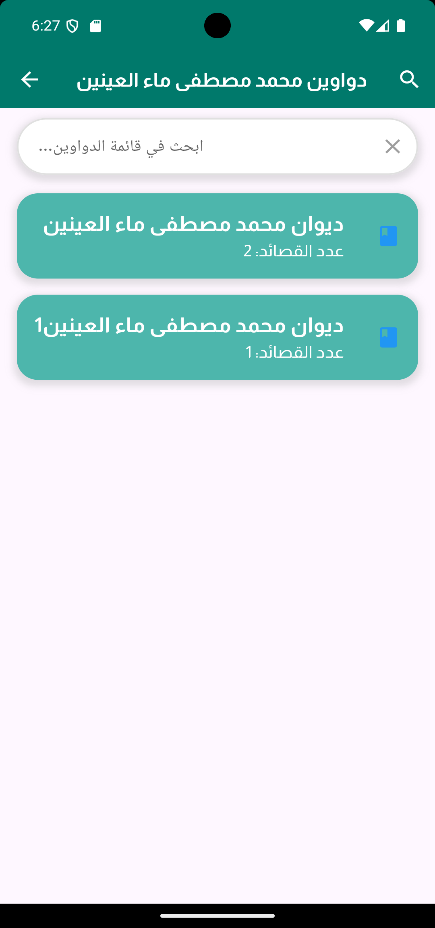 6:27
دواوين محمد مصطفى ماء العينين
ابحث في قائمة الدواوين...
ديوان محمد مصطفى ماء العينين
عدد القصائد: 2
ديوان محمد مصطفى ماء العينين1
عدد القصائد: 1